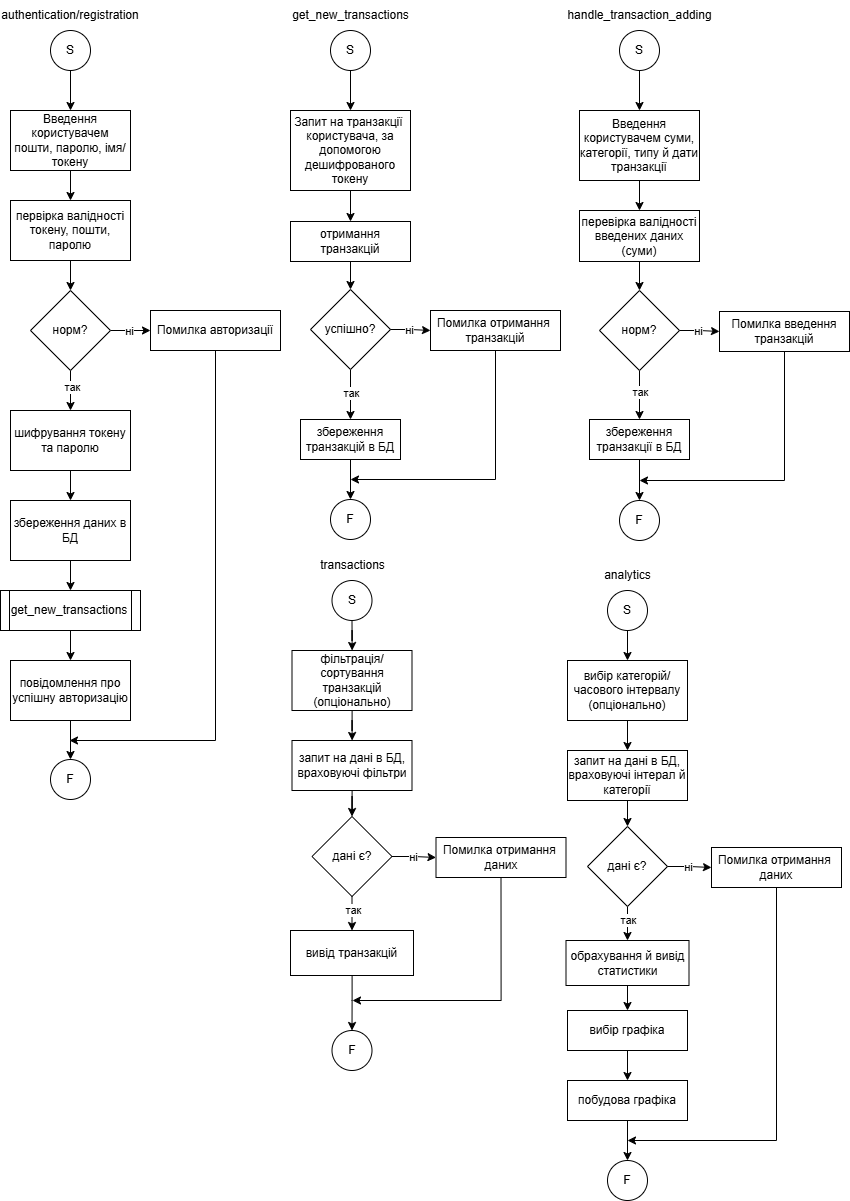 authentication/registration
S
Введення
користувачем
пошти, паролю, імя/
токену
первірка валідності
токену, пошти,
паролю
норм?
ні
Помилка авторизації
так
шифрування токену
та паролю
збереження даних в
БД
get_new_transactions
повідомлення про
успішну авторизацію
F
get_new_transactions
S
Запит на транзакції
користувача, за
допомогою
дешифрованого
токену
отримання
транзакцій
успішно?
ні
Помилка отримання
транзакцій
так
збереження
транзакцій в БД
F
handle_transaction_adding
S
Введення
користувачем суми,
категорії, типу й дати
транзакції
перевірка валідності
введених даних
(суми)
норм?
ні
Помилка введення
транзакцій
так
збереження
транзакції в БД
F
transactions
S
фільтрація/
сортування
транзакцій
(опціонально)
запит на дані в БД,
враховуючі фільтри
дані є?
ні
Помилка отримання
даних
так
вивід транзакцій
F
analytics
S
вибір категорій/
часового інтервалу
(опціонально)
запит на дані в БД,
враховуючі інтерал й
категорії
дані є?
ні
Помилка отримання
даних
так
обрахування й вивід
статистики
вибір графіка
побудова графіка
F